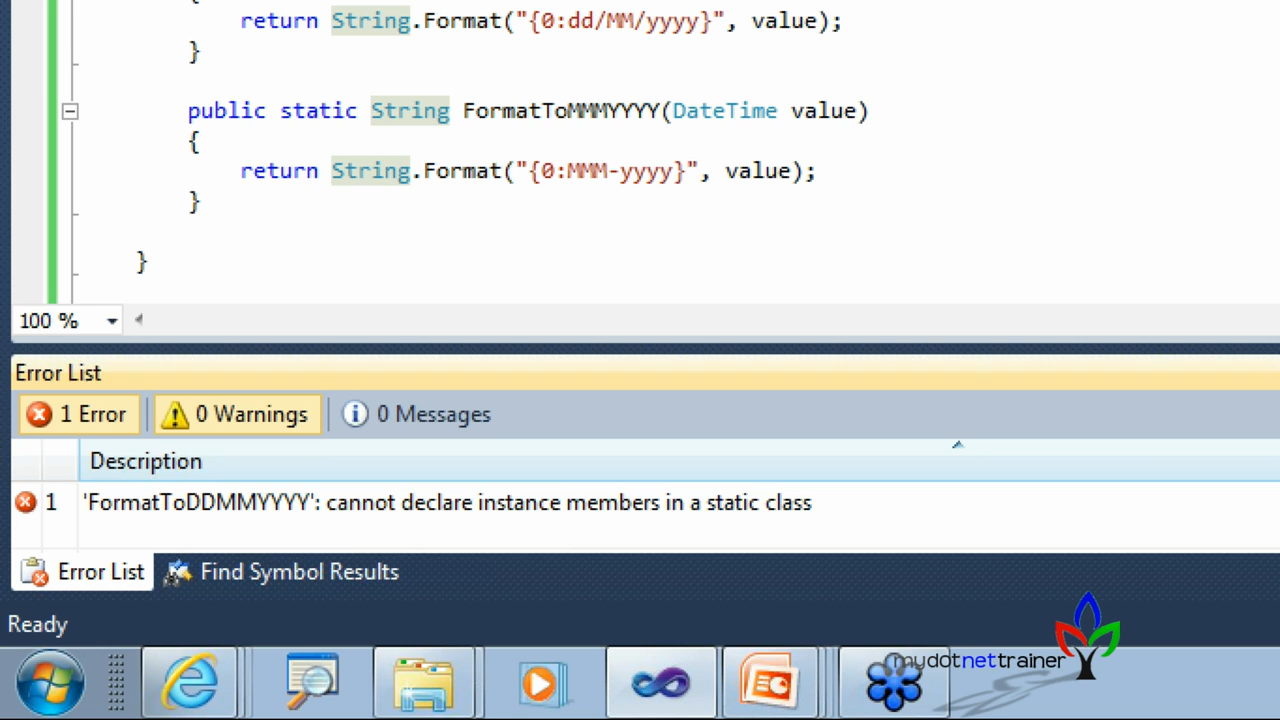 {
return String.Format("{0:dd/MM/yyyy}", value);
}
public static String FormatToMMMYYYY(DateTime value)
{
return String.Format("{0:MMM-yyyy}", value);
}
}
100 %
Error List
1 Error 0 Warnings 0 Messages
Description
1 'FormatToDDMMYYYY': cannot declare instance members in a static class
Error List Find Symbol Results
Ready
mydotnettrainer